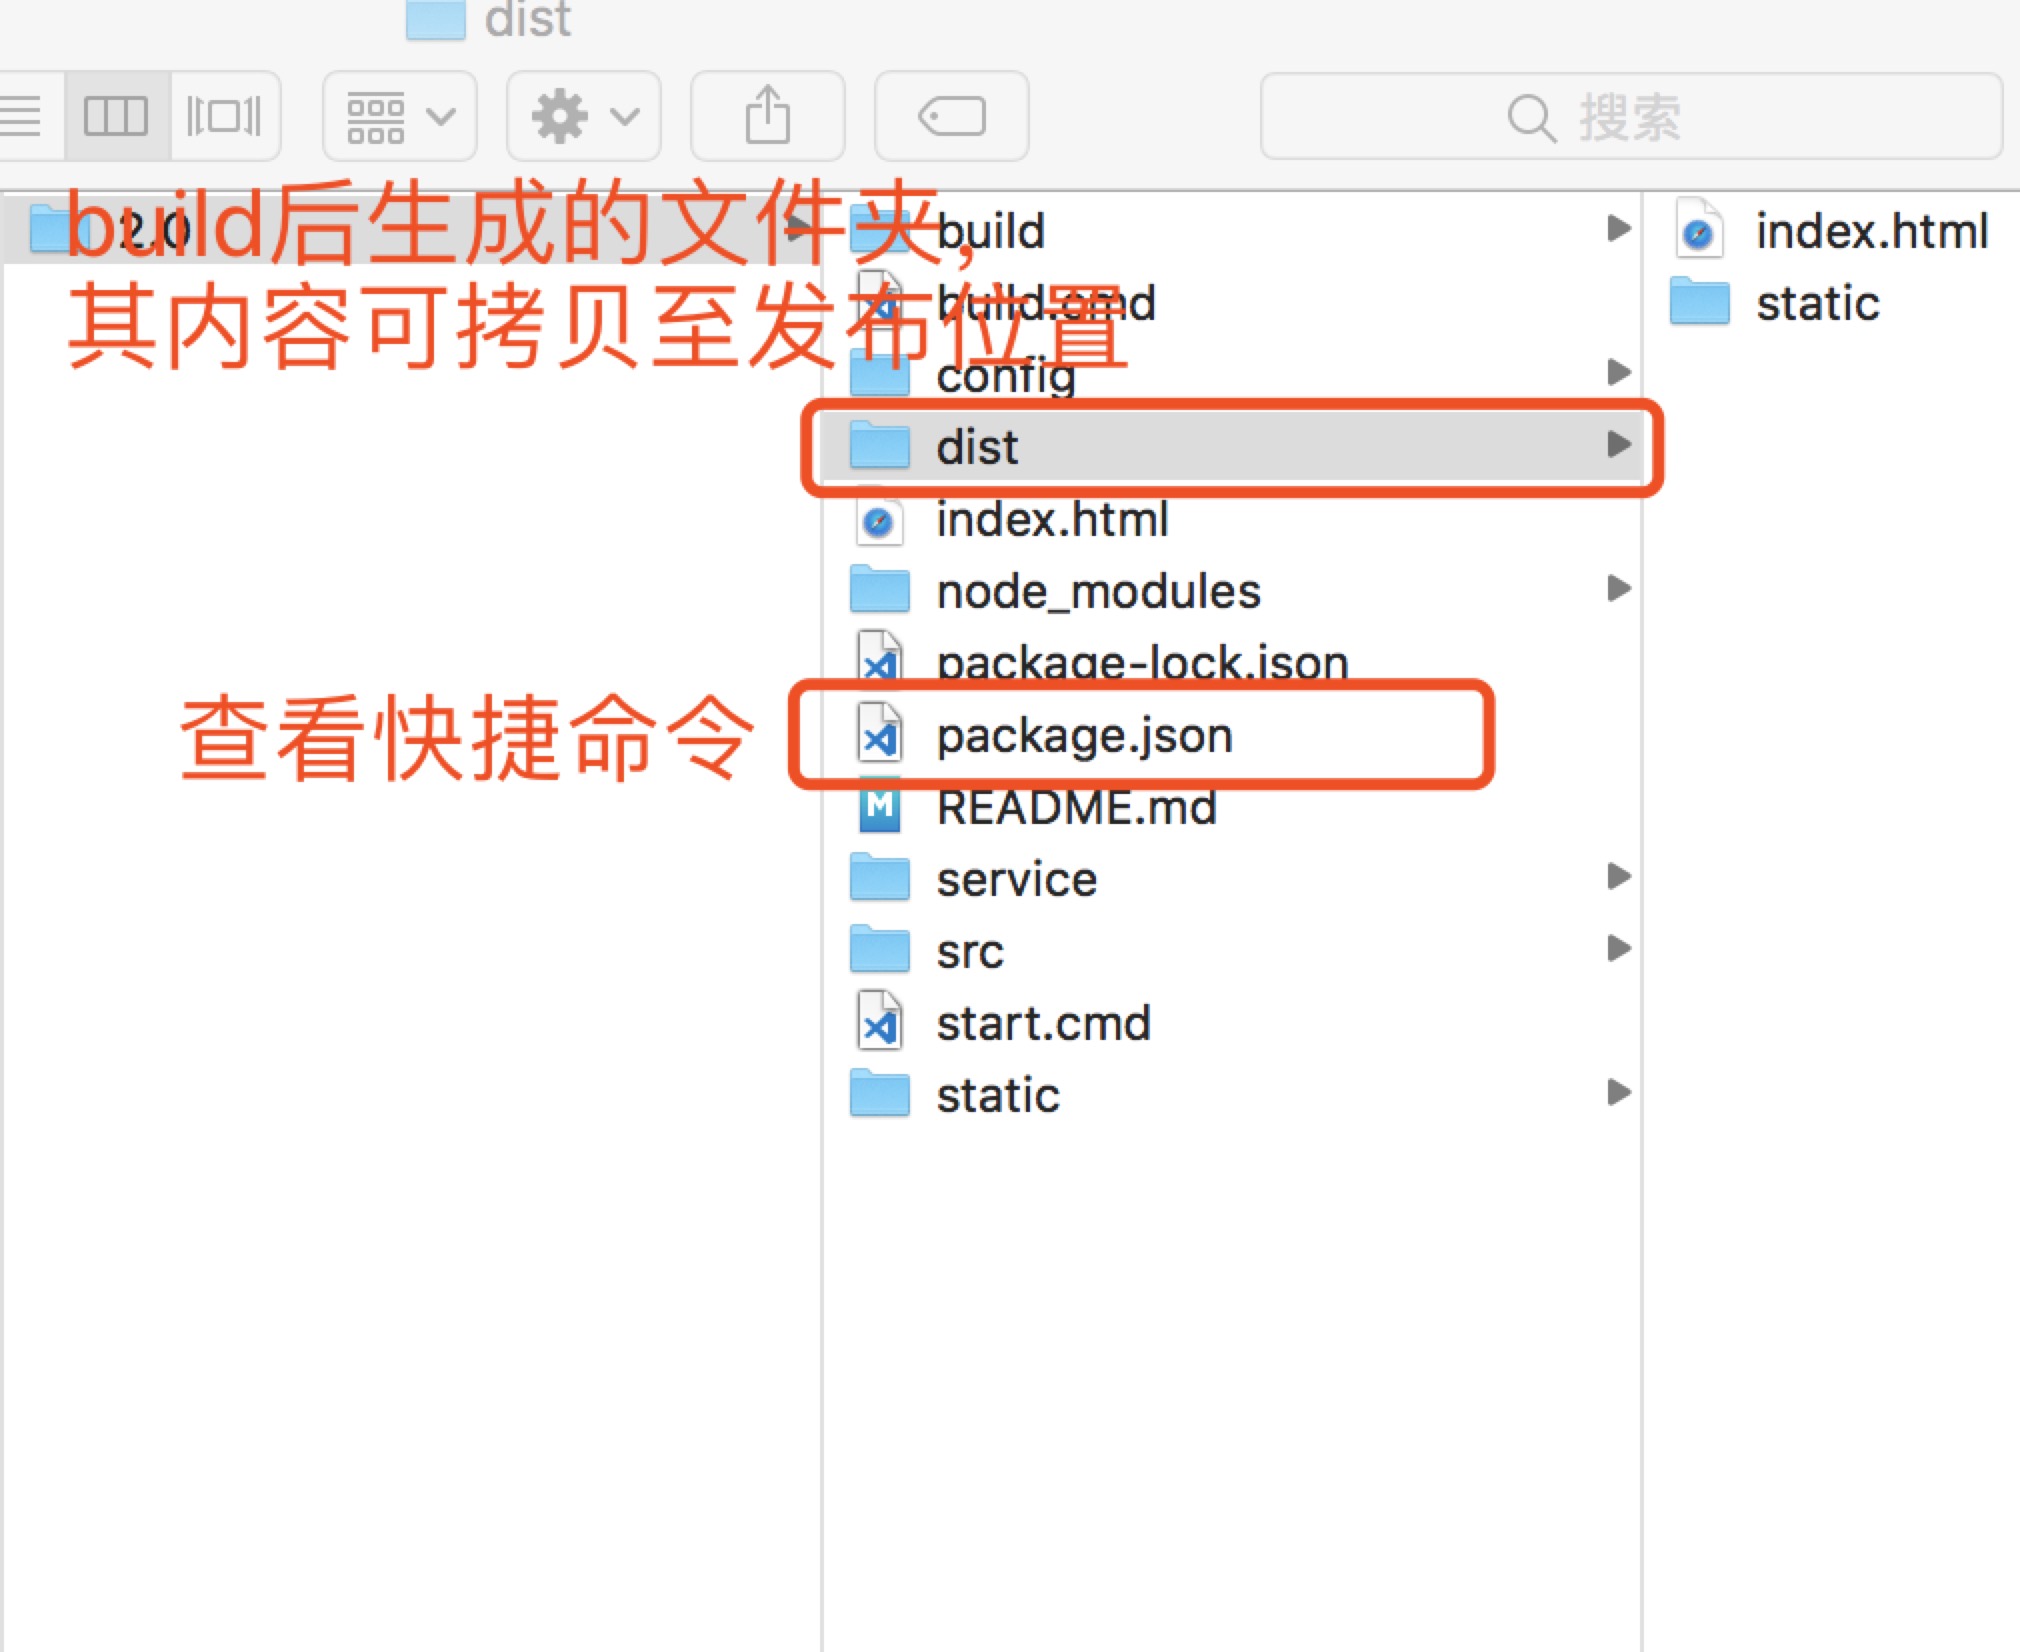 dist
搜索
2.0
build后生成的文件夹,
其内容可拷贝至发布位置
build
build.cmd
config
dist
index.html
node_modules
package-lock.json
查看快捷命令
package.json
README.md
service
src
start.cmd
static
index.html
static